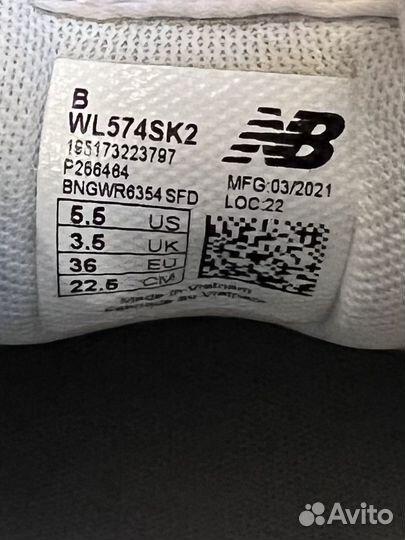 B
WL574SK2
195173223797
P266464
BNGWR6354 SFD
5.5 US
3.5 UK
36 EU
22.5 CM
NB
MFG:03/2021
LOC:22
Made in Vietnam
Avito